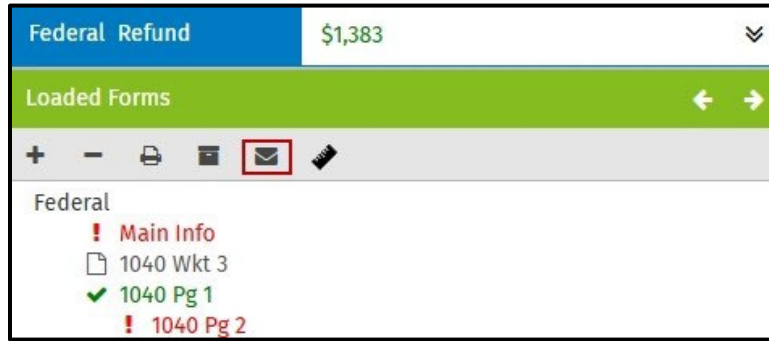 Federal Refund $1,383
Loaded Forms
Federal
! Main Info
1040 Wkt 3
1040 Pg 1
! 1040 Pg 2